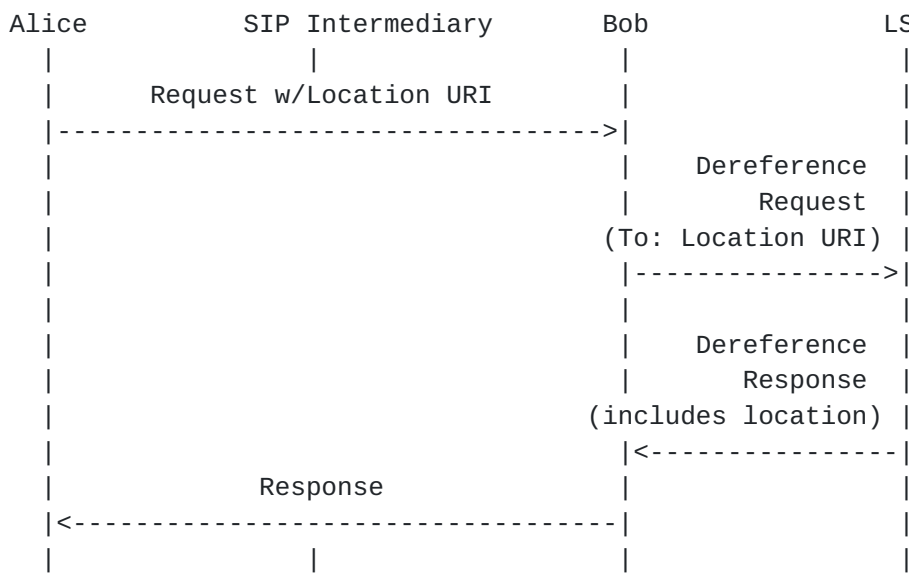 Alice SIP Intermediary Bob LS
Request w/Location URI
Dereference
Request
(To: Location URI)
Dereference
Response
(includes location)
Response